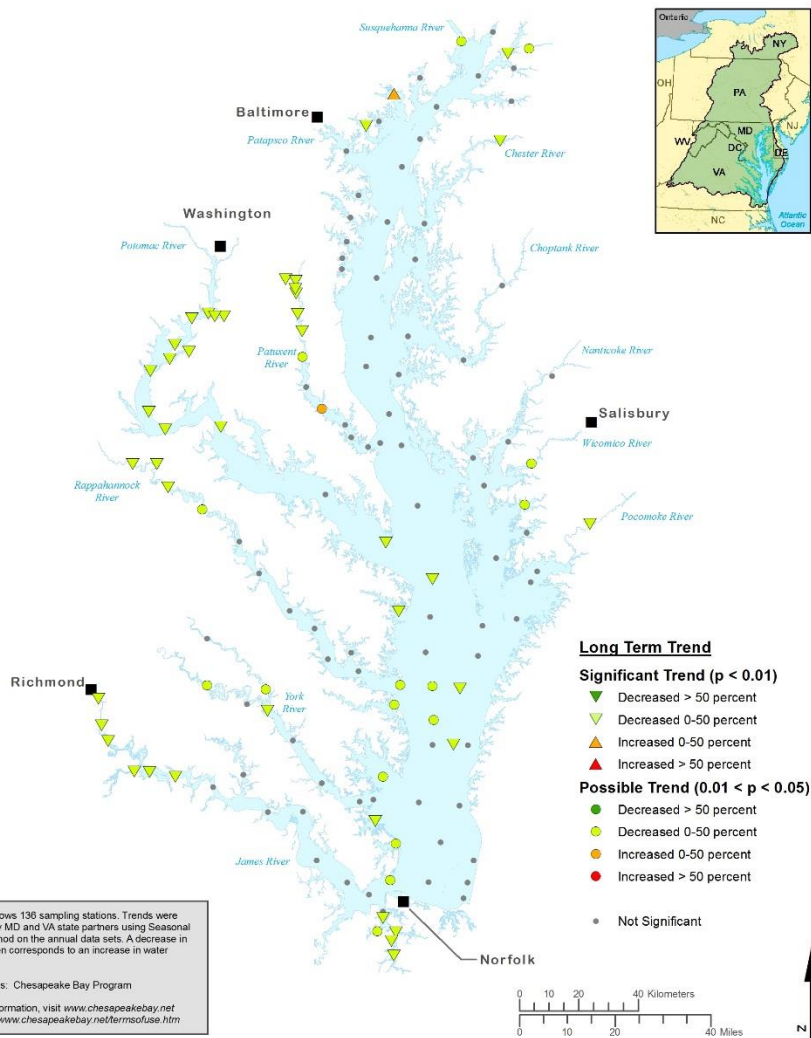 Susquehanna River
Baltimore
Patapsco River
Chester River
Washington
Potomac River
Choptank River
Patuxent
River
Nanticoke River
Salisbury
Wicomico River
Rappahannock
River
Pocomoke River
Richmond
York
River
James River
Norfolk
Ontario
NY
OH
PA
NJ
MD
WV
DC
DE
VA
NC
Atlantic
Ocean
Long Term Trend
Significant Trend (p < 0.01)
Decreased > 50 percent
Decreased 0-50 percent
Increased 0-50 percent
Increased > 50 percent
Possible Trend (0.01 < p < 0.05)
Decreased > 50 percent
Decreased 0-50 percent
Increased 0-50 percent
Increased > 50 percent
Not Significant
ows 136 sampling stations. Trends were
MD and VA state partners using Seasonal
od on the annual data sets. A decrease in
en corresponds to an increase in water
s: Chesapeake Bay Program
ormation, visit www.chesapeakebay.net
www.chesapeakebay.net/termsofuse.htm
0 10 20 40 Kilometers
0 10 20 40 Miles
N